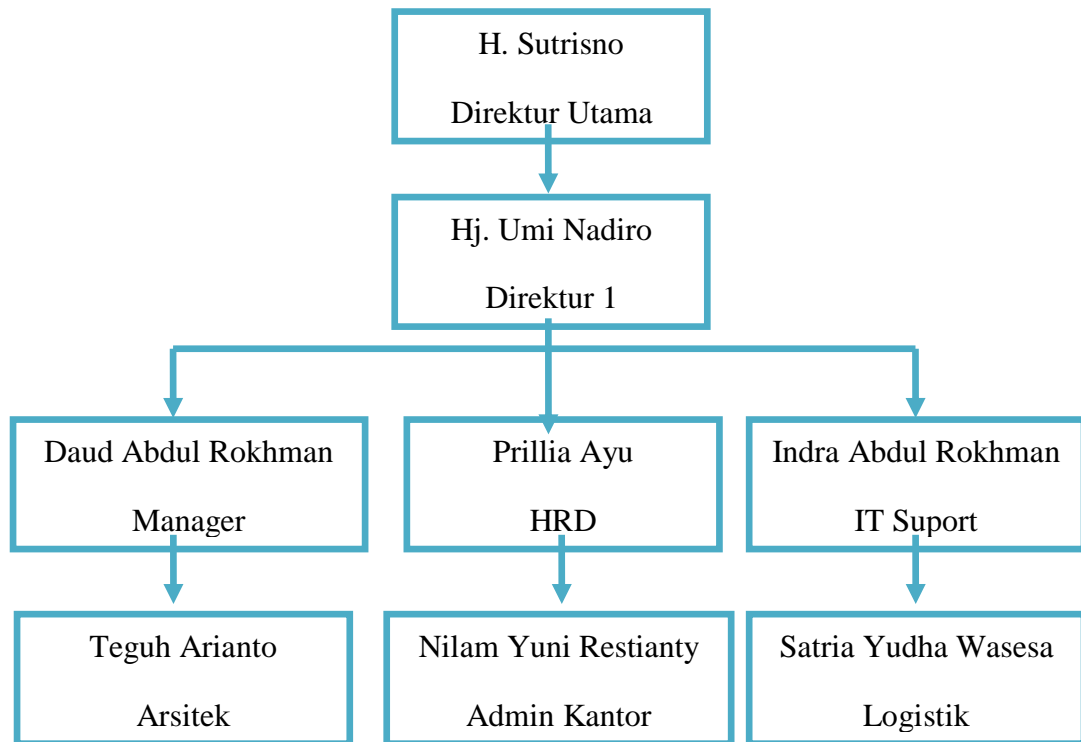 H. Sutrisno
Direktur Utama
Hj. Umi Nadiro
Direktur 1
Daud Abdul Rokhman
Manager
Prillia Ayu
HRD
Indra Abdul Rokhman
IT Suport
Teguh Arianto
Arsitek
Nilam Yuni Restianty
Admin Kantor
Satria Yudha Wasesa
Logistik